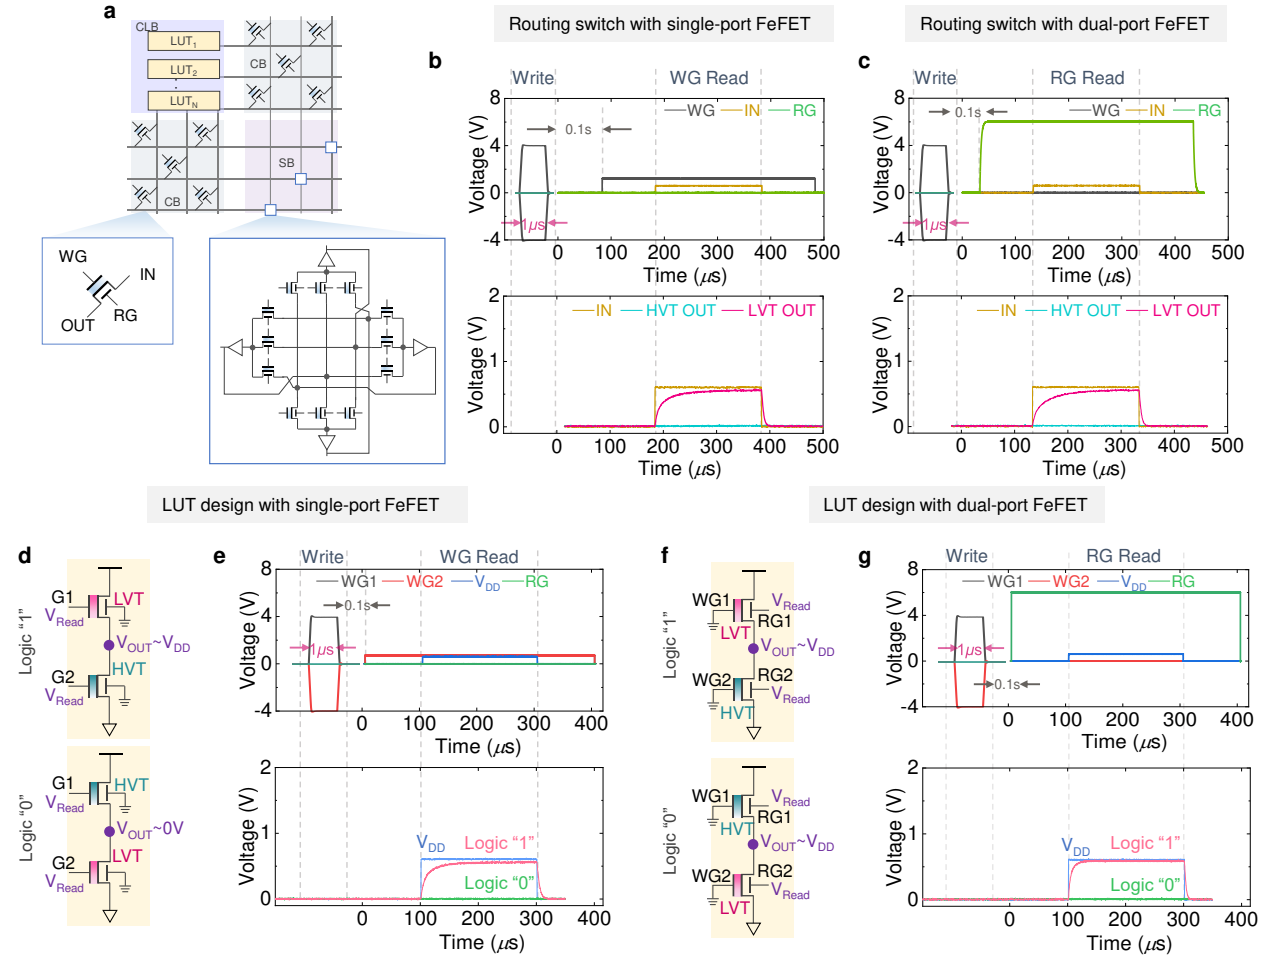 a
CLB
LUT1
LUT2
LUTN
CB
SB
CB
WG
IN
RG
OUT
Routing switch with single-port FeFET
b
Write
WG Read
WG IN RG
0.1s
1µs
Voltage (V)
8
4
0
-4
0 100 200 300 400 500
Time (µs)
IN HVT OUT LVT OUT
Voltage (V)
2
1
0
0 100 200 300 400 500
Time (µs)
Routing switch with dual-port FeFET
c
Write
RG Read
WG IN RG
0.1s
1µs
Voltage (V)
8
4
0
-4
0 100 200 300 400 500
Time (µs)
IN HVT OUT LVT OUT
Voltage (V)
2
1
0
0 100 200 300 400 500
Time (µs)
LUT design with single-port FeFET
d
Logic “1”
G1
LVT
VRead
VOUT~VDD
HVT
G2
VRead
Logic “0”
G1
HVT
VRead
VOUT~0V
G2
LVT
VRead
e
Write
WG Read
WG1 WG2 VDD RG
0.1s
1µs
Voltage (V)
8
4
0
-4
0 100 200 300 400
Time (µs)
VDD
Logic “1”
Logic “0”
Voltage (V)
2
1
0
0 100 200 300 400
Time (µs)
LUT design with dual-port FeFET
f
Logic “1”
WG1
VRead
RG1
LVT
VOUT~VDD
WG2
RG2
VRead
HVT
Logic “0”
WG1
VRead
RG1
HVT
VOUT~VDD
WG2
RG2
VRead
LVT
g
Write
RG Read
WG1 WG2 VDD RG
1µs
0.1s
Voltage (V)
8
4
0
-4
0 100 200 300 400
Time (µs)
VDD
Logic “1”
Logic “0”
Voltage (V)
2
1
0
0 100 200 300 400
Time (µs)